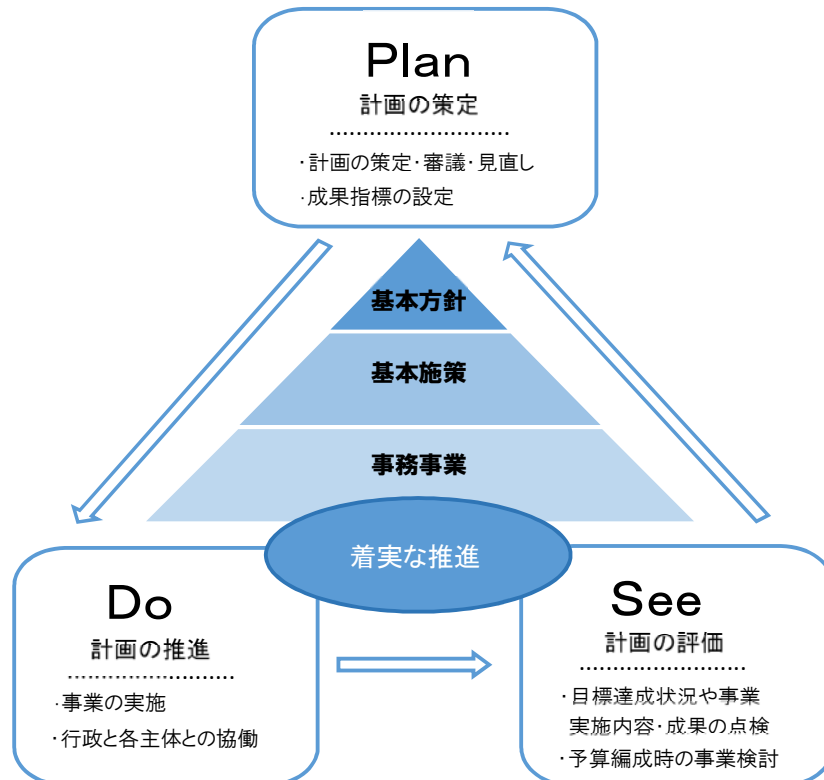 Plan
計画の策定
・計画の策定・審議・見直し
・成果指標の設定
基本方針
基本施策
事務事業
着実な推進
Do
計画の推進
・事業の実施
・行政と各主体との協働
See
計画の評価
・目標達成状況や事業
実施内容・成果の点検
・予算編成時の事業検討